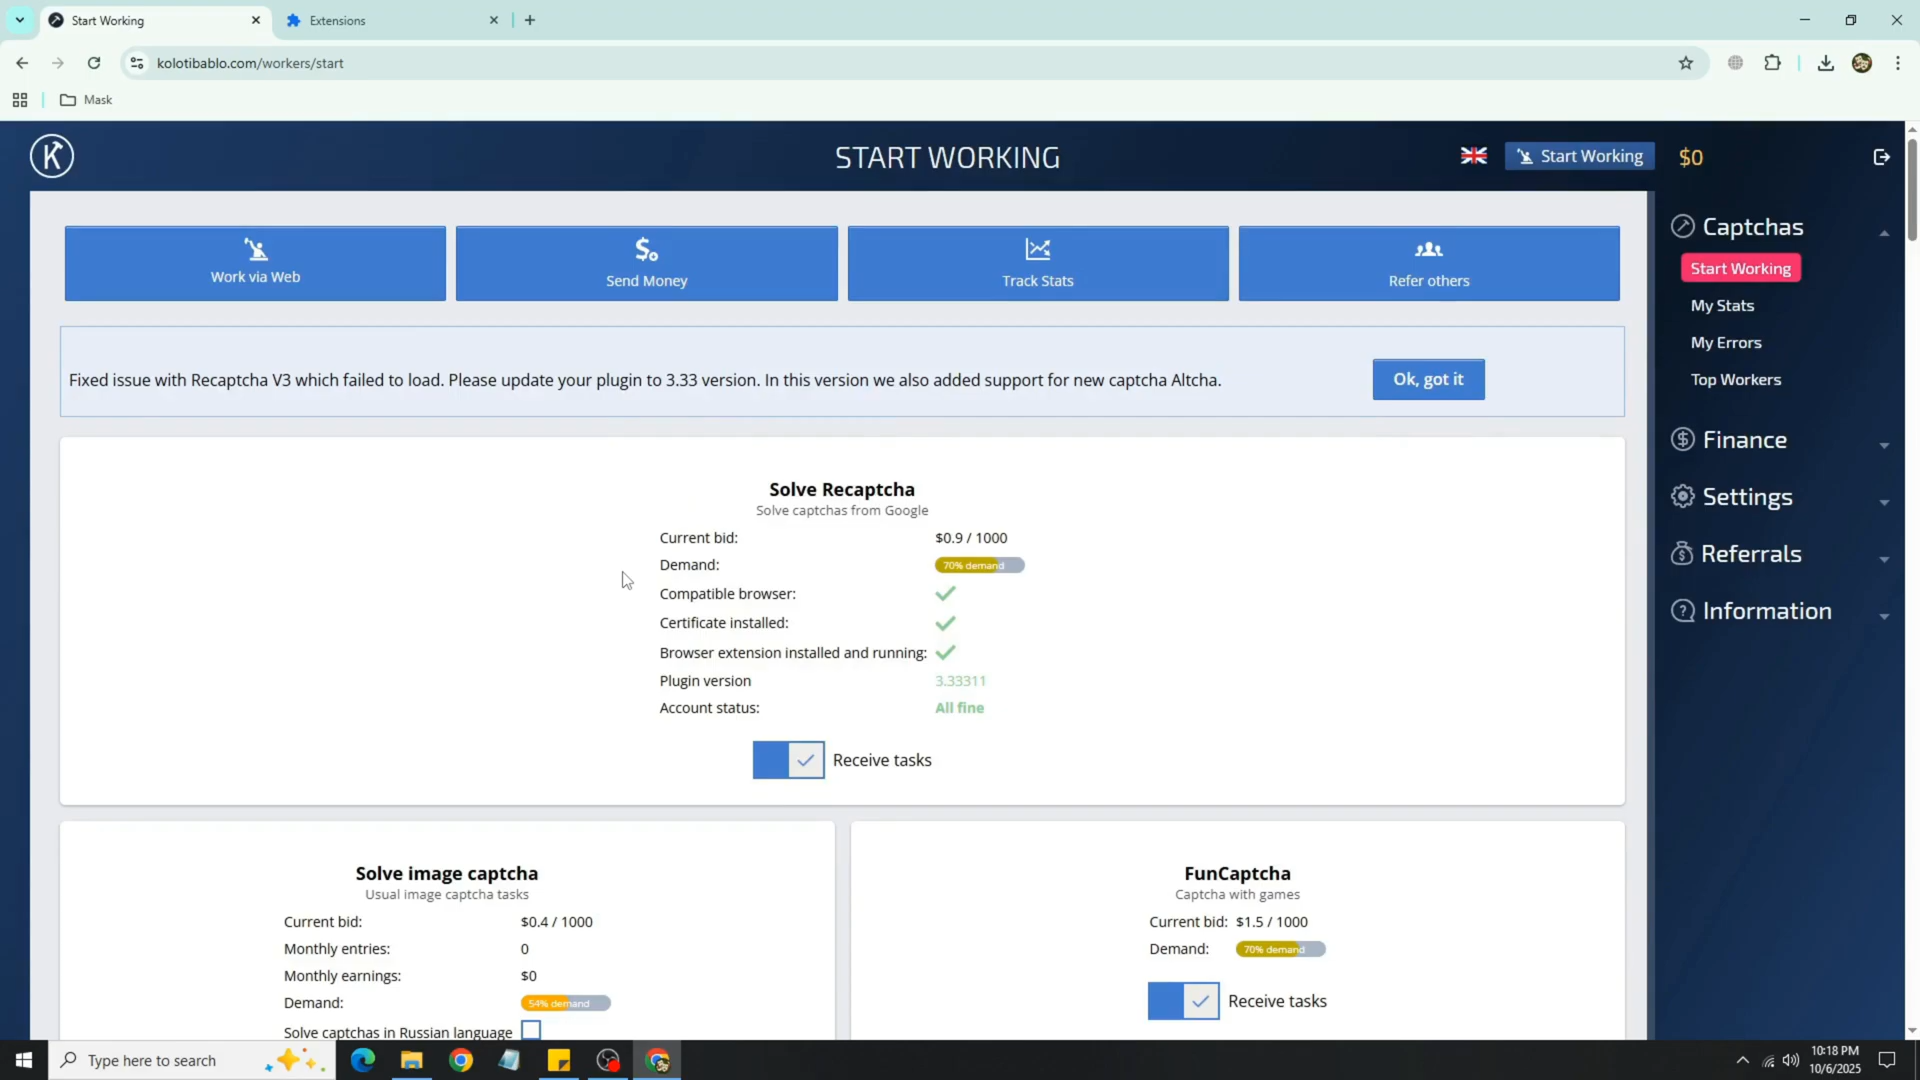 Start Working
Extensions
kolotibablo.com/workers/start
Mask
K
START WORKING
Start Working
$0
Work via Web
Send Money
Track Stats
Refer others
Fixed issue with Recaptcha V3 which failed to load. Please update your plugin to 3.33 version. In this version we also added support for new captcha Altcha.
Ok, got it
Solve Recaptcha
Solve captchas from Google
Current bid: $0.9 / 1000
Demand: 70% demand
Compatible browser:
Certificate installed:
Browser extension installed and running:
Plugin version 3.33311
Account status: All fine
Receive tasks
Solve image captcha
Usual image captcha tasks
Current bid: $0.4 / 1000
Monthly entries: 0
Monthly earnings: $0
Demand: 54% demand
Solve captchas in Russian language
FunCaptcha
Captcha with games
Current bid: $1.5 / 1000
Demand: 70% demand
Receive tasks
Captchas
Start Working
My Stats
My Errors
Top Workers
Finance
Settings
Referrals
Information
Type here to search
10:18 PM
10/6/2025